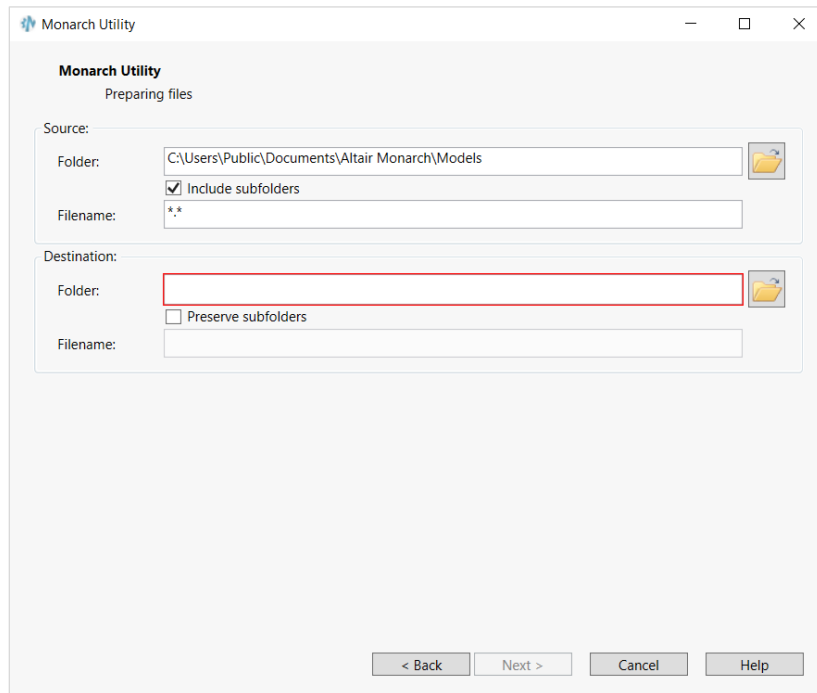 Monarch Utility
Monarch Utility
Preparing files
Source:
Folder: C:\Users\Public\Documents\Altair Monarch\Models
Include subfolders
Filename: *.*
Destination:
Folder:
Preserve subfolders
Filename:
< Back Next > Cancel Help